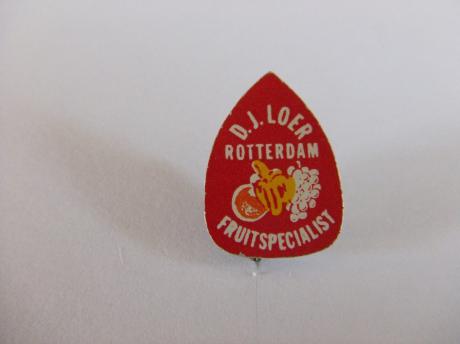 D.J. LOER
ROTTERDAM
FRUITSPECIALIST